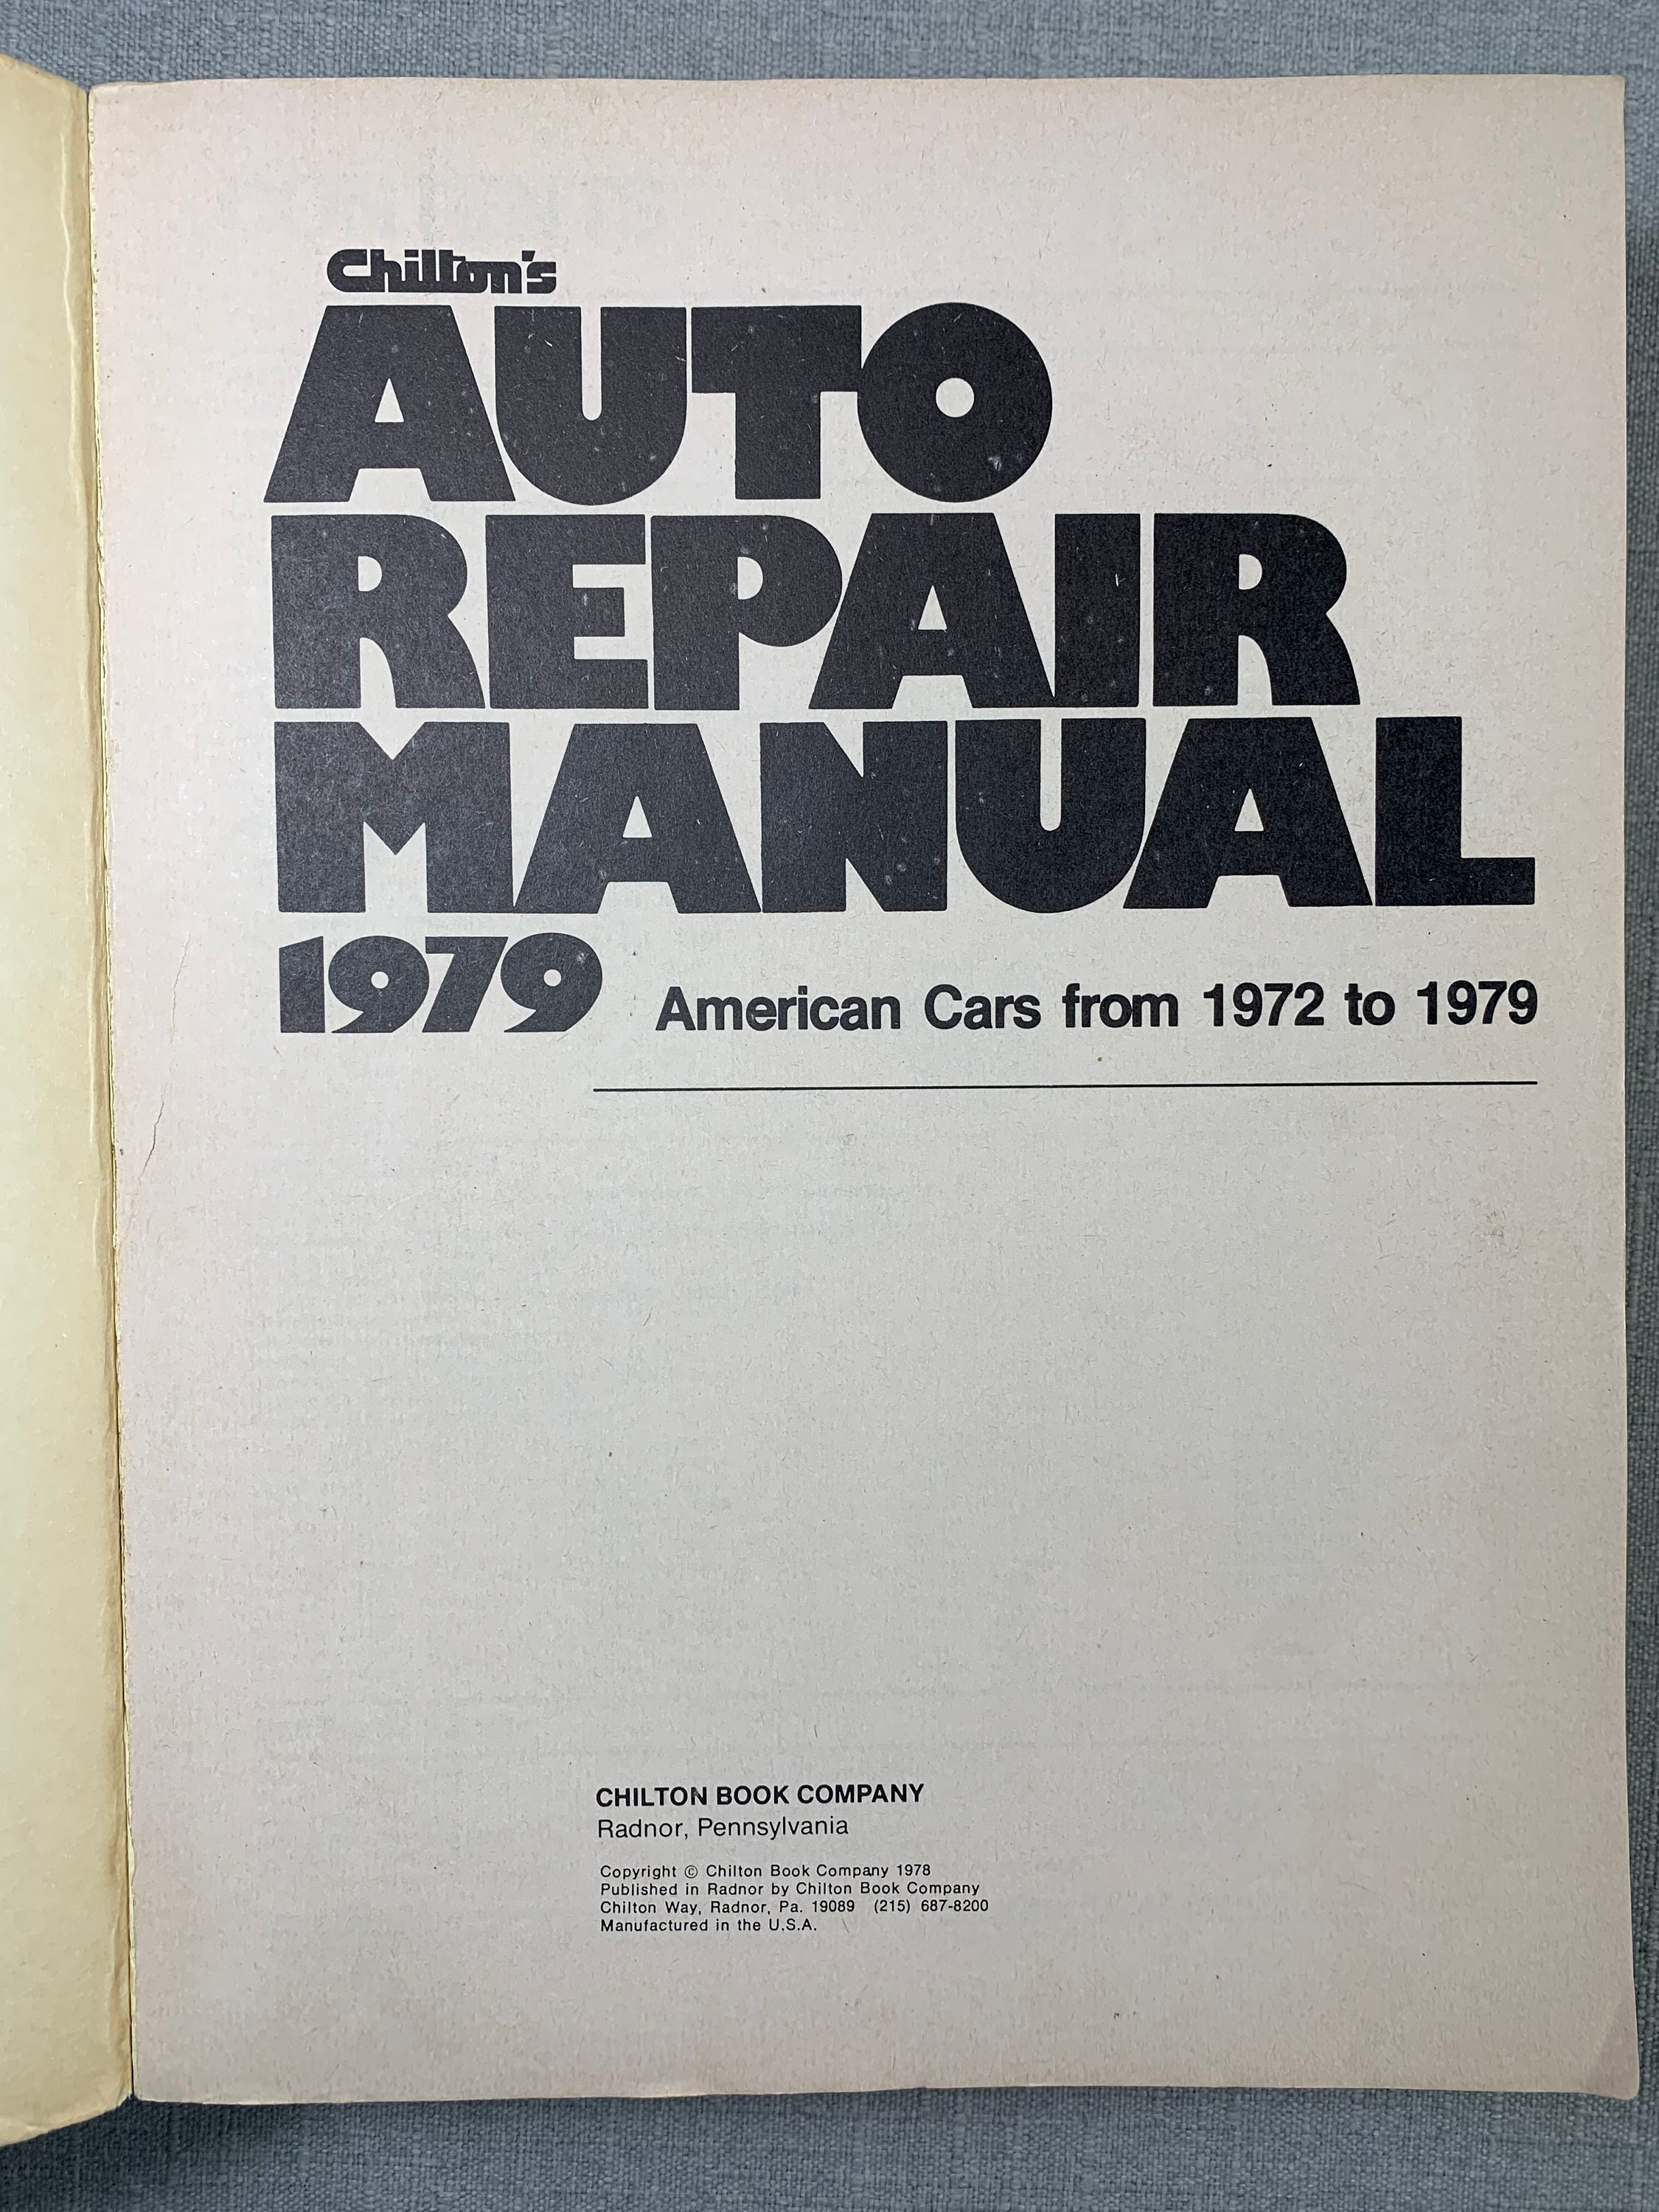 Chilton's
AUTO
REPAIR
MANUAL
1979 American Cars from 1972 to 1979
CHILTON BOOK COMPANY
Radnor, Pennsylvania
Copyright © Chilton Book Company 1978
Published in Radnor by Chilton Book Company
Chilton Way, Radnor, Pa. 19089 (215) 687-8200
Manufactured in the U.S.A.